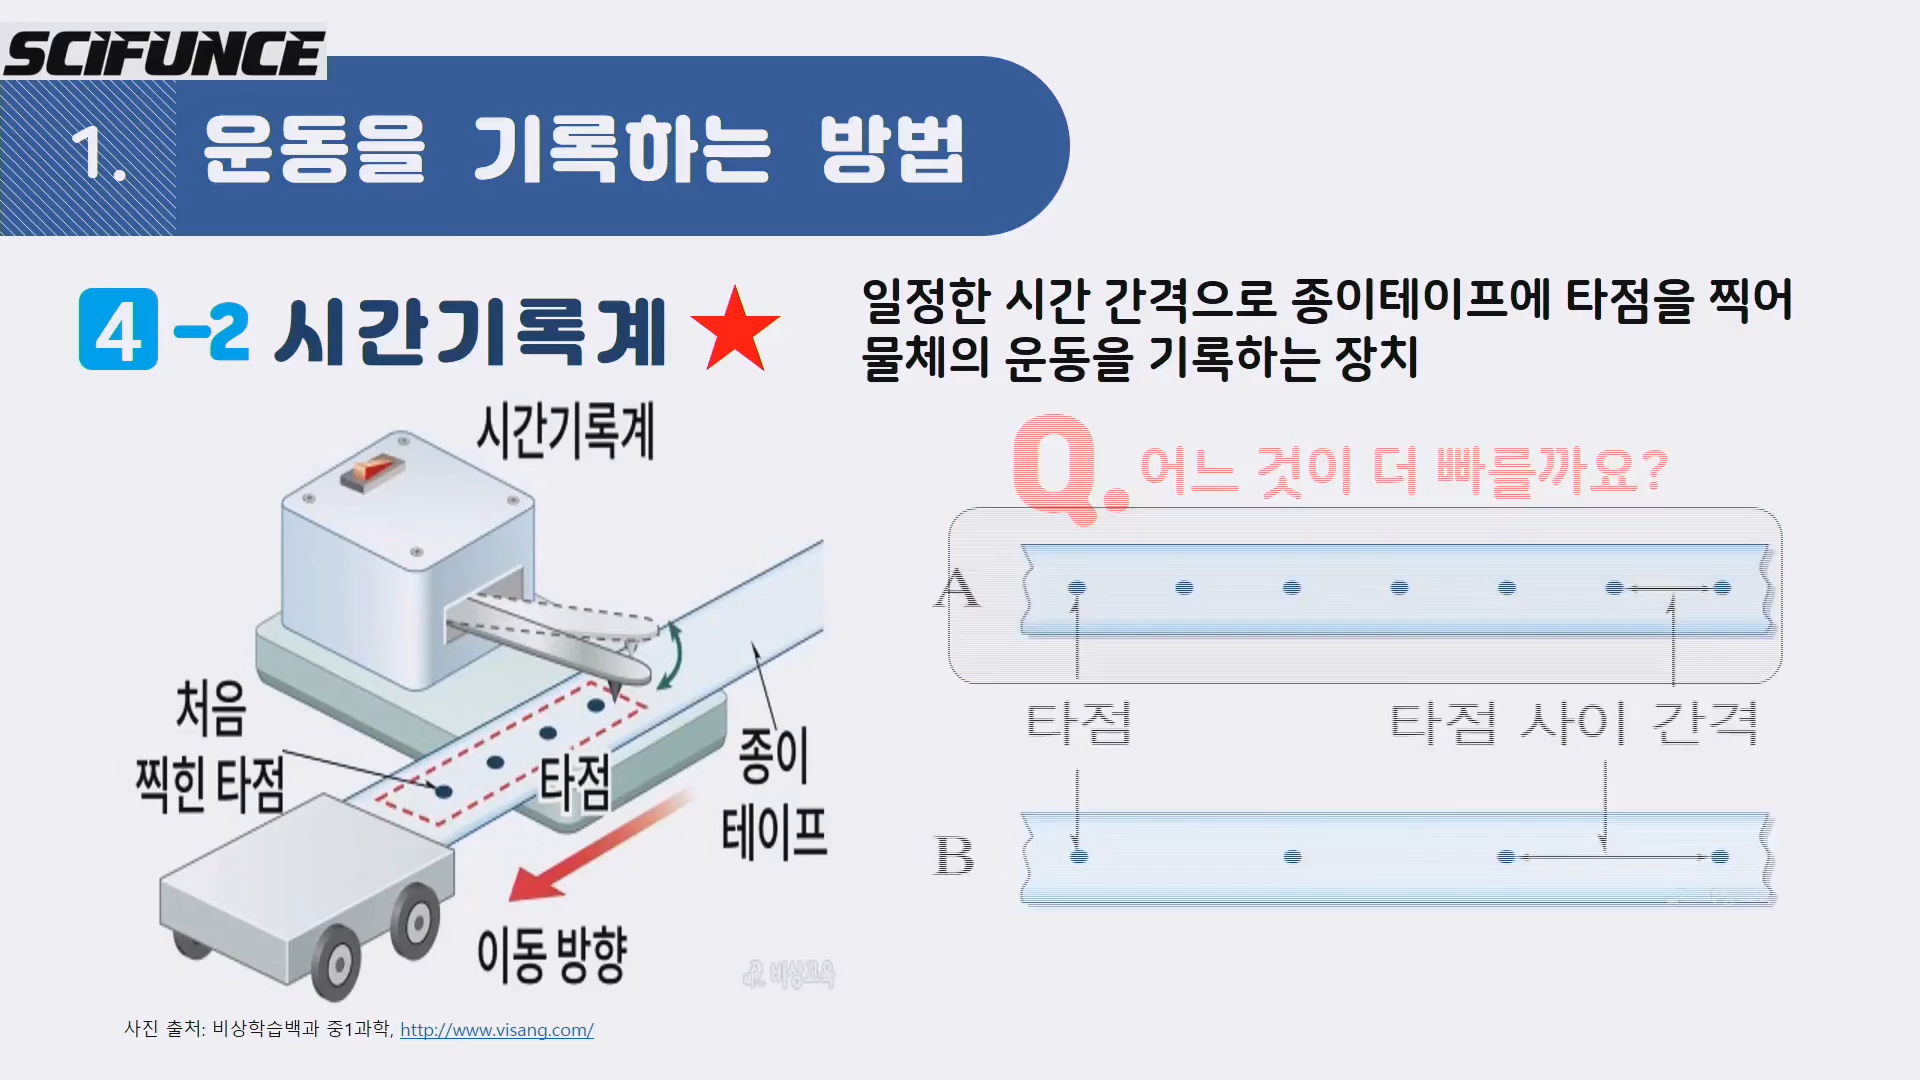 SCIFUNCE
1. 운동을 기록하는 방법
4 -2 시간기록계
일정한 시간 간격으로 종이테이프에 타점을 찍어
물체의 운동을 기록하는 장치
시간기록계
처음
찍힌 타점
타점
종이
테이프
이동 방향
비상교육
Q. 어느 것이 더 빠를까요?
A
타점
타점 사이 간격
B
사진 출처: 비상학습백과 중1과학, http://www.visang.com/